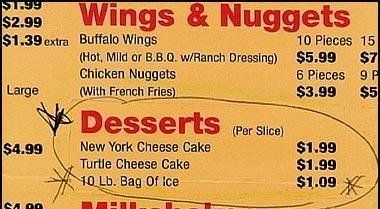 $1.99
Wings & Nuggets
$2.99
$1.39 extra Buffalo Wings 10 Pieces 15
(Hot, Mild or B.B.Q. w/Ranch Dressing) $5.99 $7
Chicken Nuggets 6 Pieces 9 P
Large (With French Fries) $3.99 $5
Desserts (Per Slice)
$4.99 New York Cheese Cake $1.99
Turtle Cheese Cake $1.99
10 Lb. Bag Of Ice $1.09
$4.99